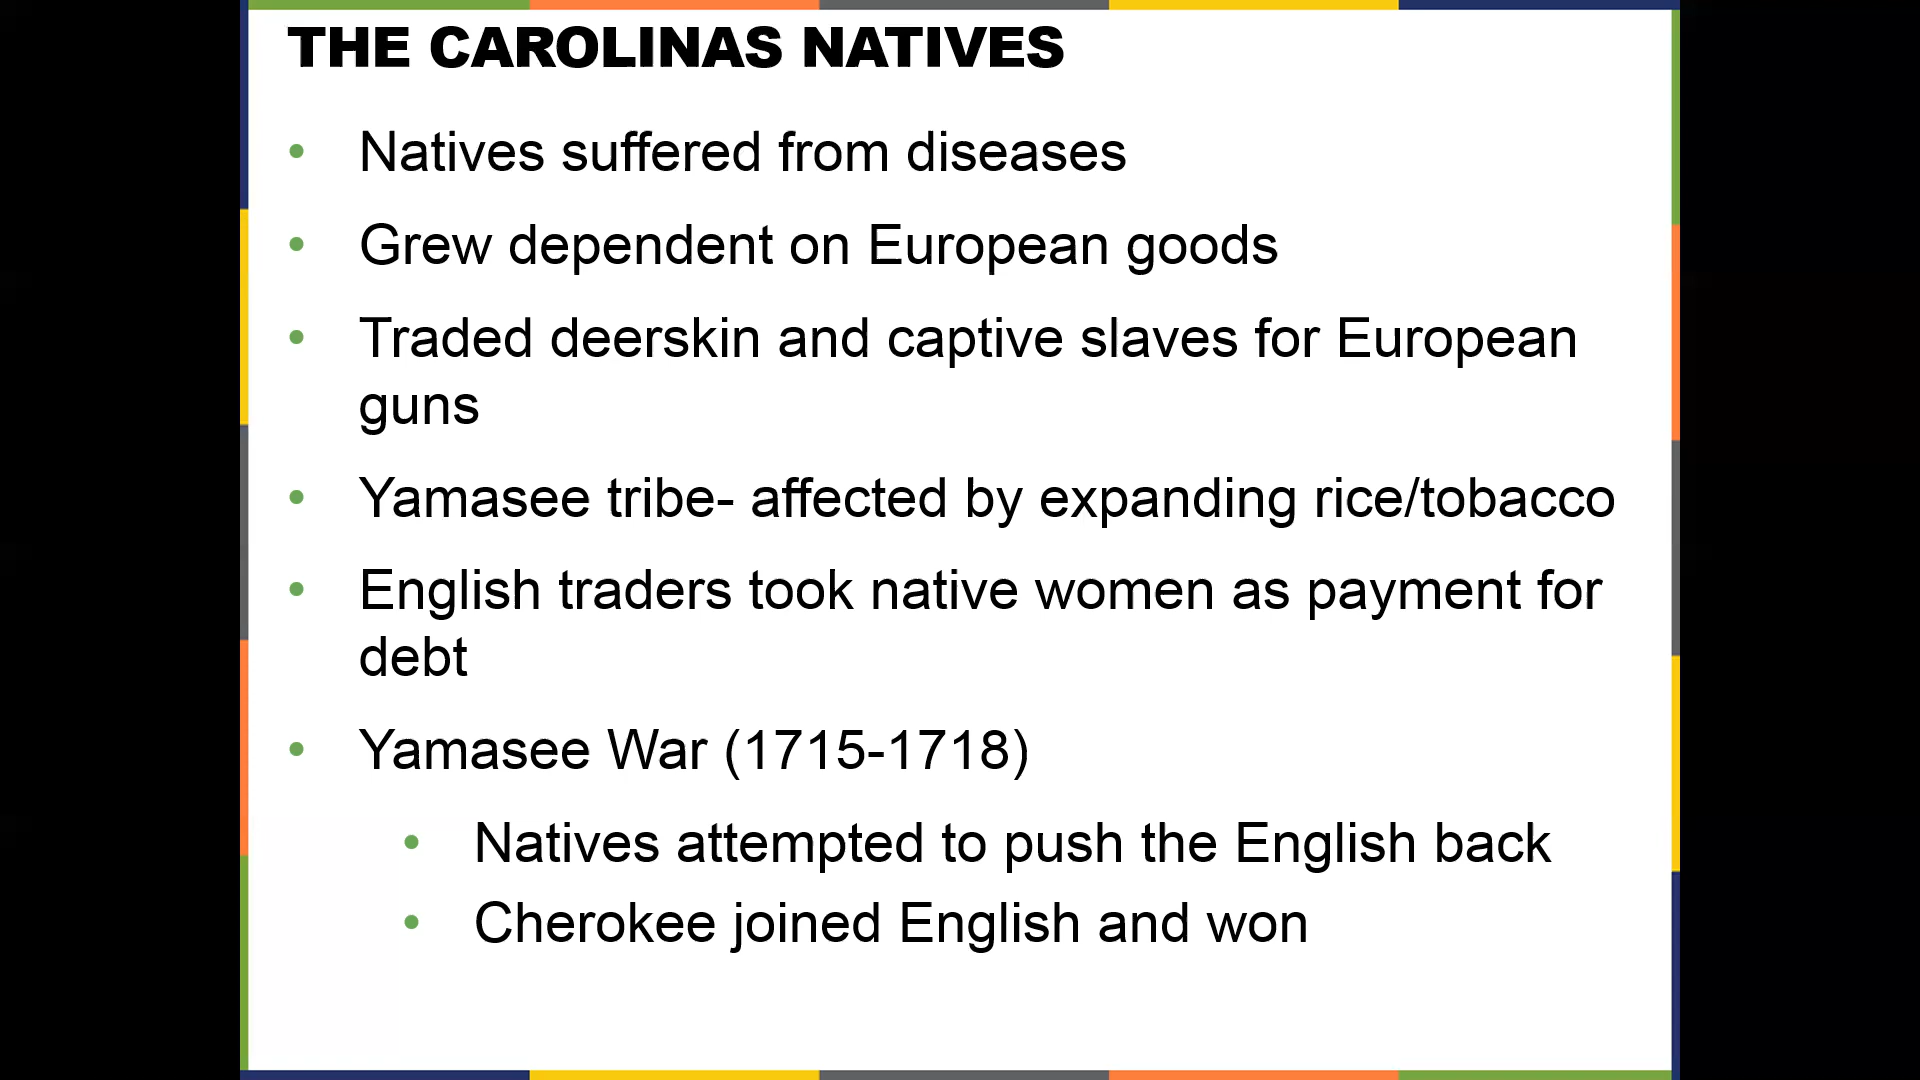 THE CAROLINAS NATIVES
• Natives suffered from diseases
• Grew dependent on European goods
• Traded deerskin and captive slaves for European
guns
• Yamasee tribe- affected by expanding rice/tobacco
• English traders took native women as payment for
debt
• Yamasee War (1715-1718)
• Natives attempted to push the English back
• Cherokee joined English and won